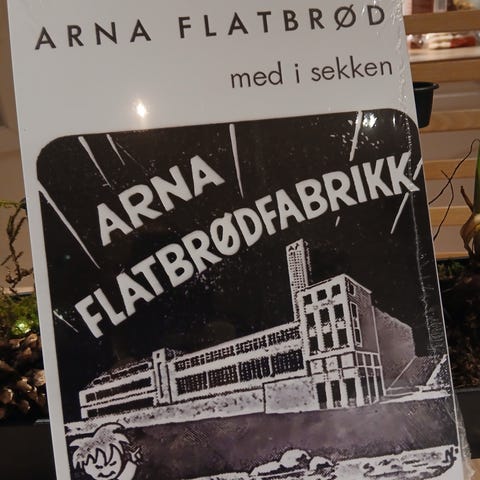 ARNA FLATBRØD
med i sekken
ARNA
FLATBRØDFABRIKK